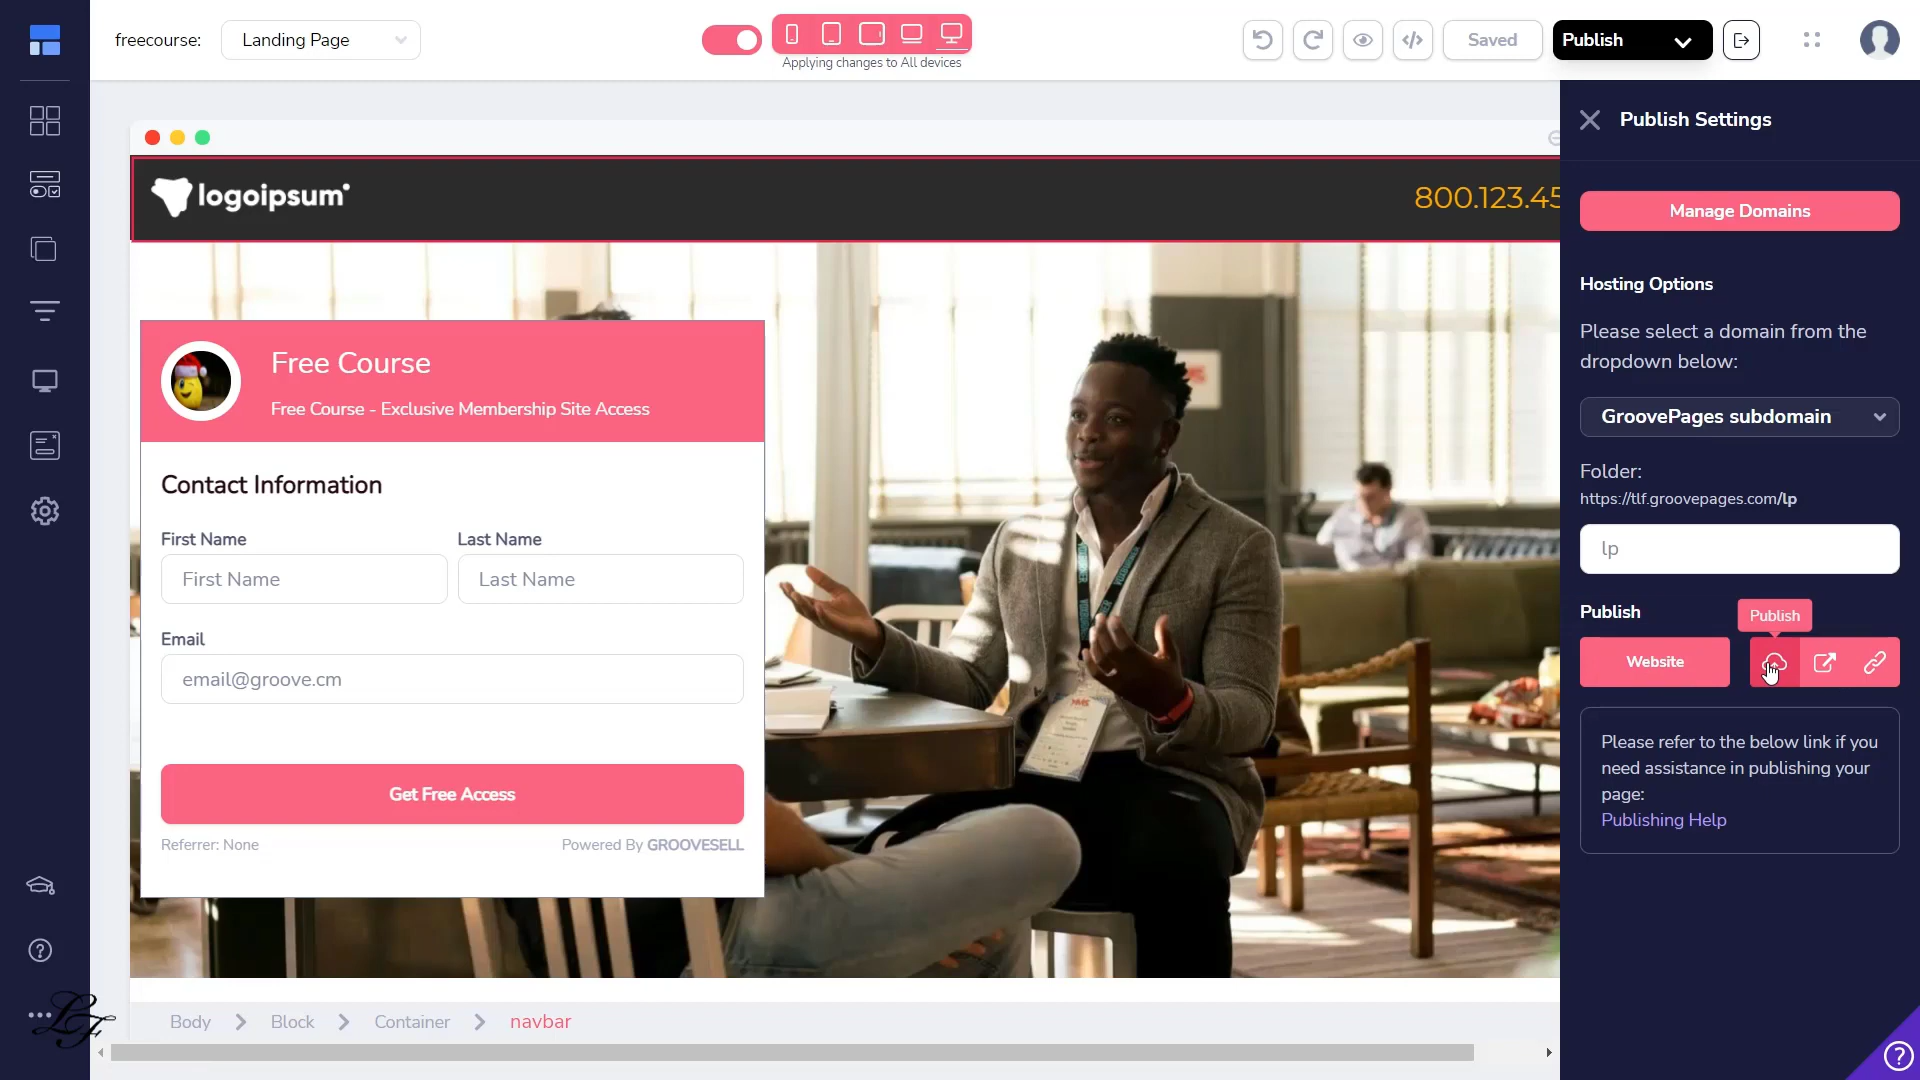 freecourse:
Landing Page
Applying changes to All devices
Saved
Publish
logoipsum
800.123.45
Free Course
Free Course - Exclusive Membership Site Access
Contact Information
First Name
Last Name
First Name
Last Name
Email
email@groove.cm
Get Free Access
Referrer: None
Powered By GROOVESELL
Body
Block
Container
navbar
Publish Settings
Manage Domains
Hosting Options
Please select a domain from the
dropdown below:
GroovePages subdomain
Folder:
https://tlf.groovepages.com/lp
lp
Publish
Publish
Website
Please refer to the below link if you
need assistance in publishing your
page:
Publishing Help
LF